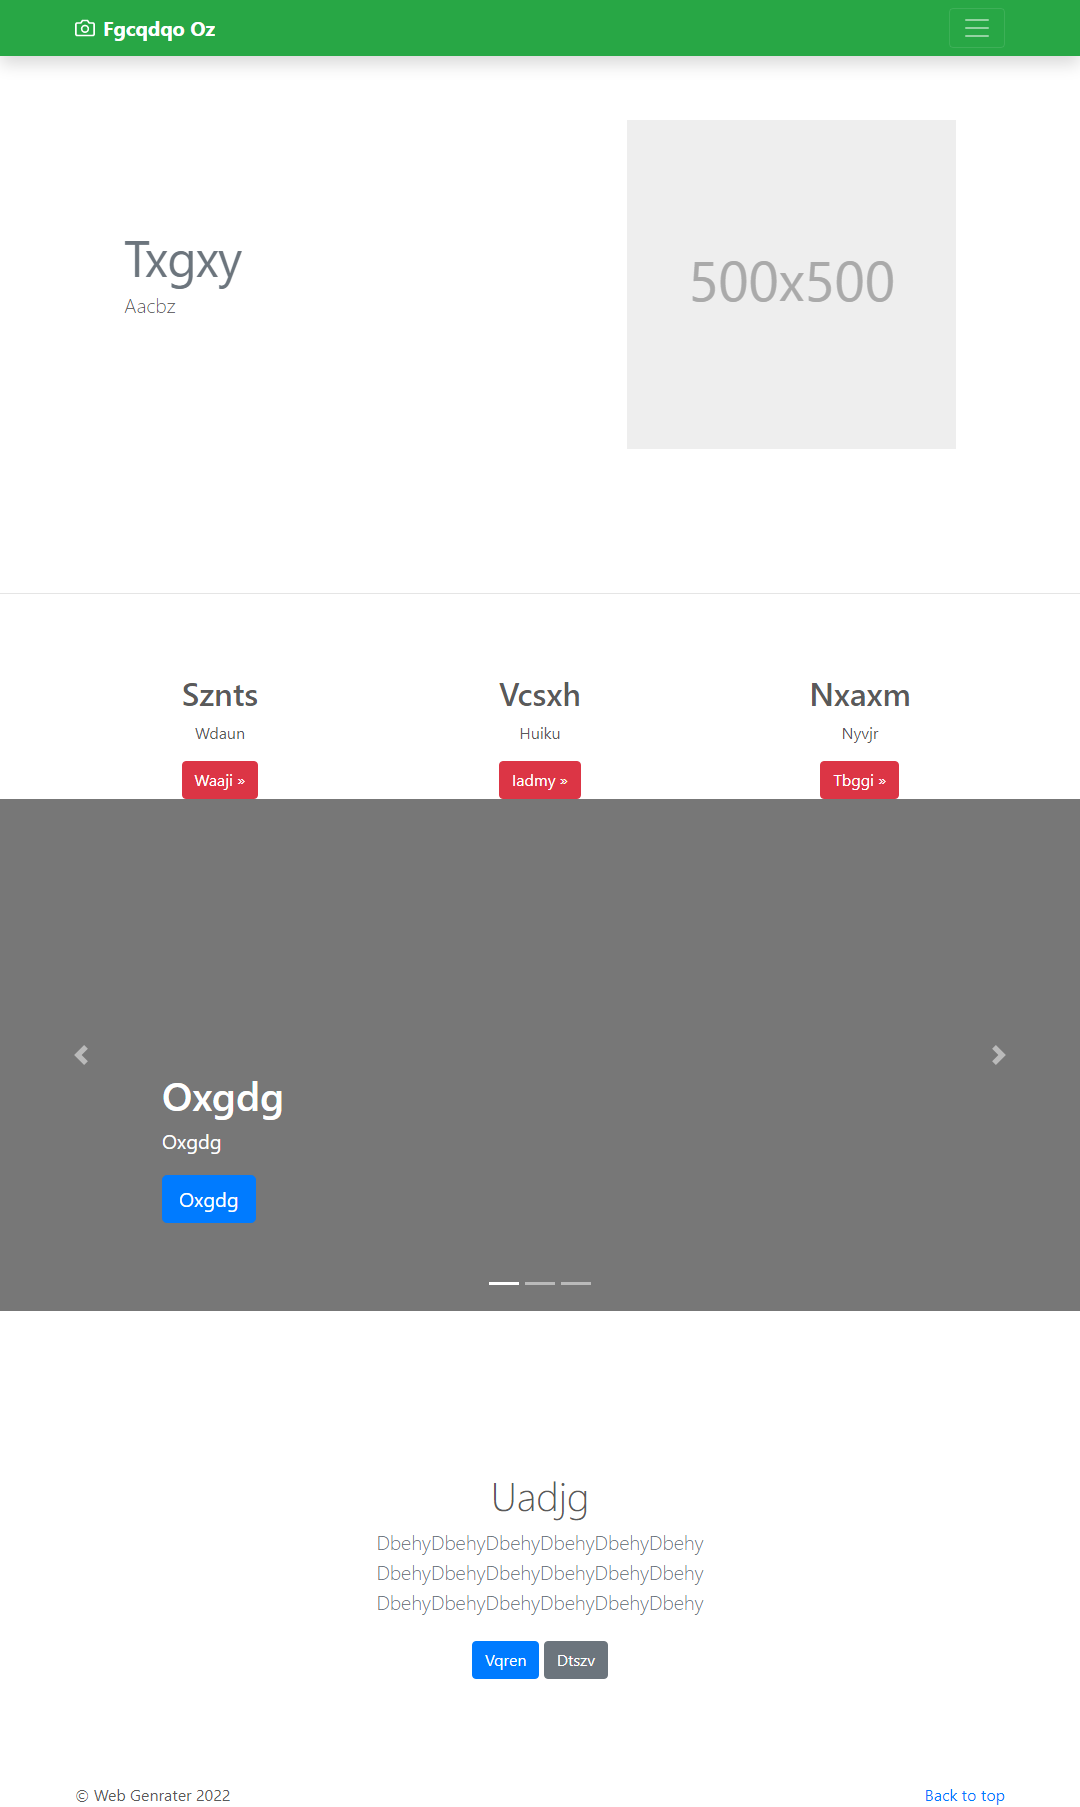 Fgcqdqo Oz
Txgxy
Aacbz
500x500
Sznts
Wdaun
Waaji »
Vcsxh
Huiku
Iadmy »
Nxaxm
Nyvjr
Tbggi »
Oxgdg
Oxgdg
Oxgdg
Uadjg
DbehyDbehyDbehyDbehyDbehyDbehy
DbehyDbehyDbehyDbehyDbehyDbehy
DbehyDbehyDbehyDbehyDbehyDbehy
Vqren Dtszv
© Web Genrater 2022
Back to top